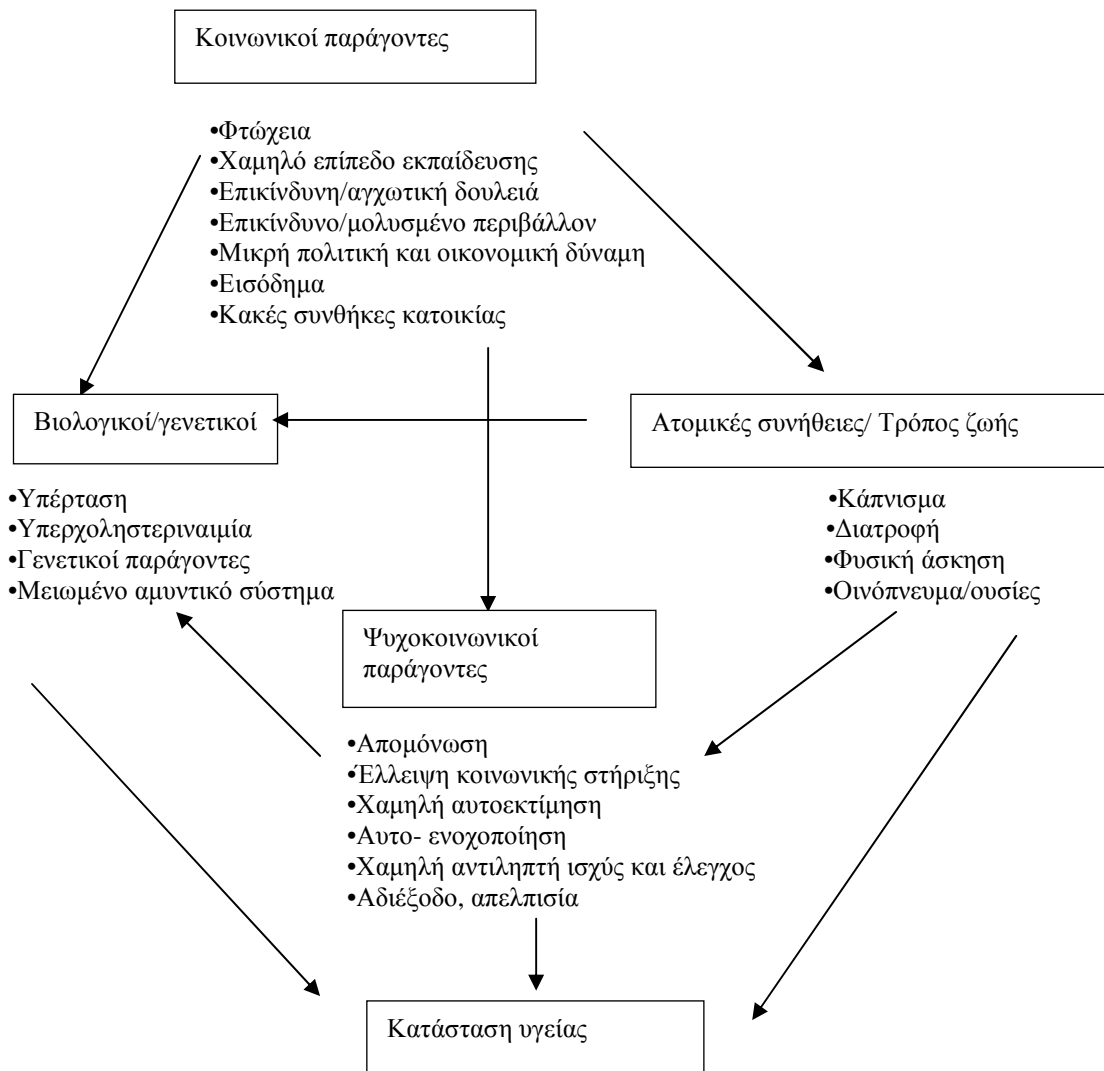 Κοινωνικοί παράγοντες
•Φτώχεια
•Χαμηλό επίπεδο εκπαίδευσης
•Επικίνδυνη/αγχωτική δουλειά
•Επικίνδυνο/μολυσμένο περιβάλλον
•Μικρή πολιτική και οικονομική δύναμη
•Εισόδημα
•Κακές συνθήκες κατοικίας
Βιολογικοί/γενετικοί
•Υπέρταση
•Υπερχοληστεριναιμία
•Γενετικοί παράγοντες
•Μειωμένο αμυντικό σύστημα
Ατομικές συνήθειες/ Τρόπος ζωής
•Κάπνισμα
•Διατροφή
•Φυσική άσκηση
•Οινόπνευμα/ουσίες
Ψυχοκοινωνικοί
παράγοντες
•Απομόνωση
•Έλλειψη κοινωνικής στήριξης
•Χαμηλή αυτοεκτίμηση
•Αυτο- ενοχοποίηση
•Χαμηλή αντιληπτή ισχύς και έλεγχος
•Αδιέξοδο, απελπισία
Κατάσταση υγείας